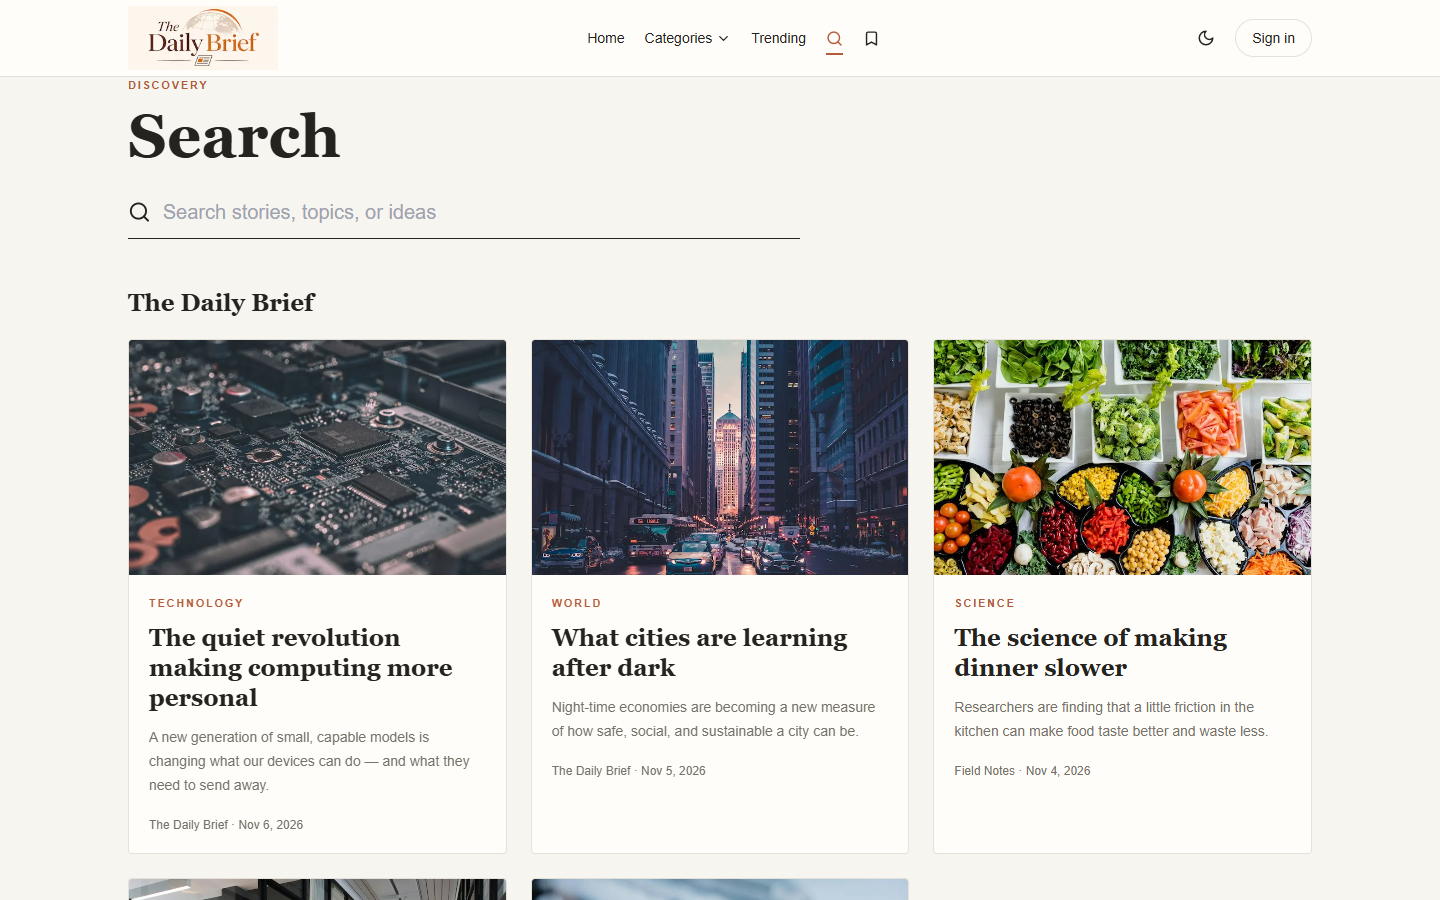 The
Daily Brief
Home
Categories
Trending
Sign in
DISCOVERY
Search
Search stories, topics, or ideas
The Daily Brief
TECHNOLOGY
The quiet revolution
making computing more
personal
A new generation of small, capable models is
changing what our devices can do — and what they
need to send away.
The Daily Brief · Nov 6, 2026
WORLD
What cities are learning
after dark
Night-time economies are becoming a new measure
of how safe, social, and sustainable a city can be.
The Daily Brief · Nov 5, 2026
SCIENCE
The science of making
dinner slower
Researchers are finding that a little friction in the
kitchen can make food taste better and waste less.
Field Notes · Nov 4, 2026